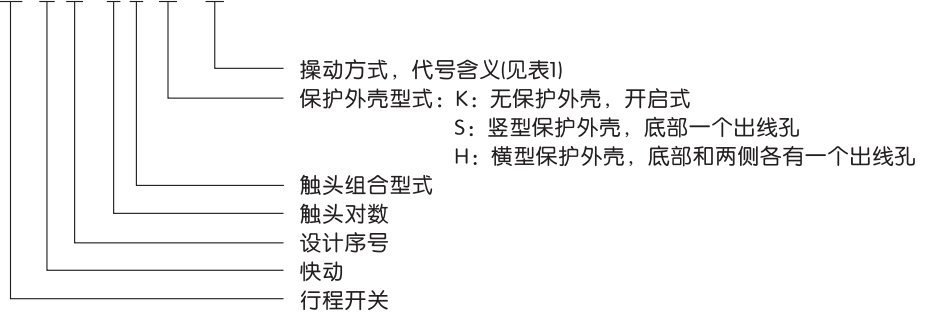 操动方式，代号含义(见表1)
保护外壳型式：K：无保护外壳，开启式
S：竖型保护外壳，底部一个出线孔
H：横型保护外壳，底部和两侧各有一个出线孔
触头组合型式
触头对数
设计序号
快动
行程开关